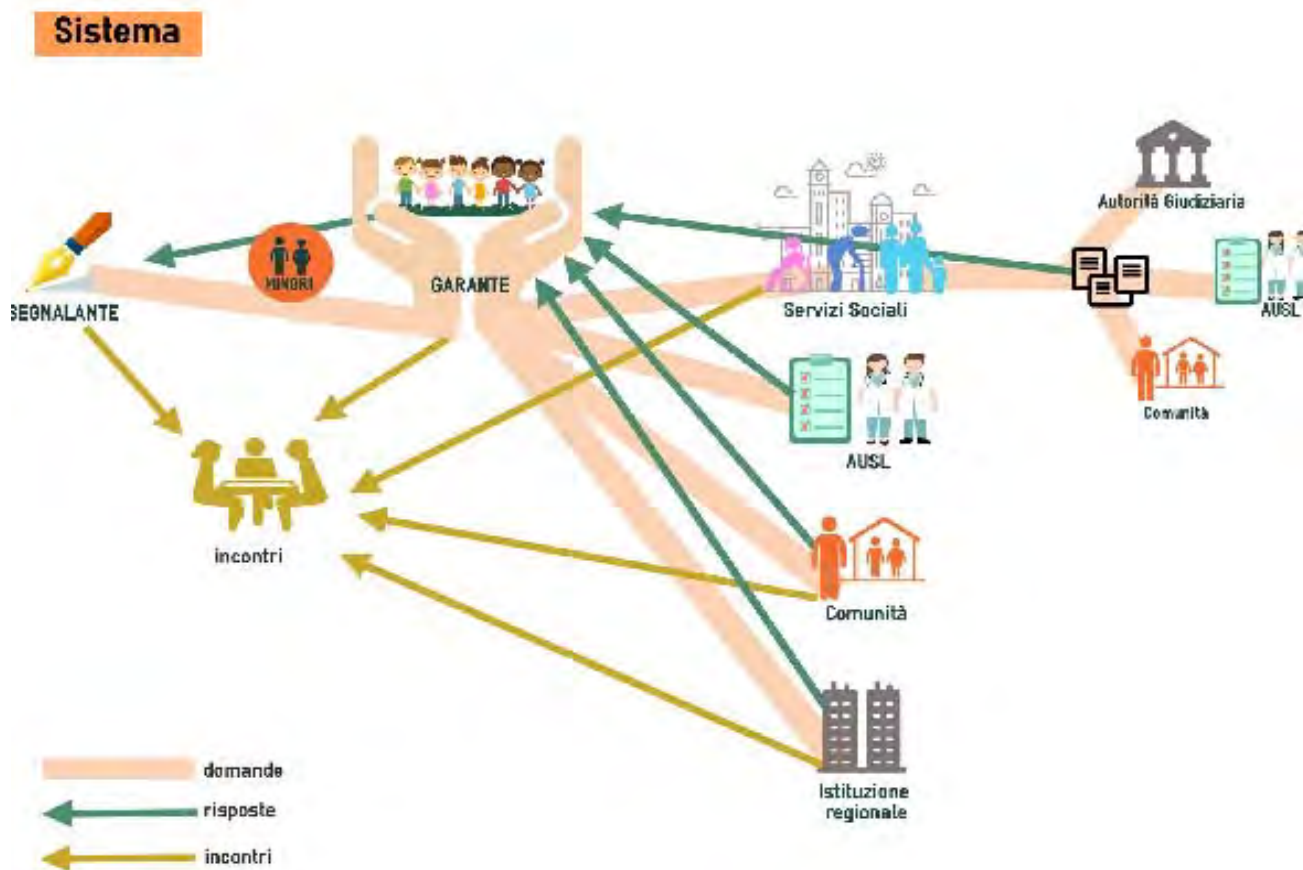 Sistema
Autorità Giudiziaria
MINORI
GARANTE
SEGNALANTE
Servizi Sociali
AUSL
AUSL
Comunità
incontri
Comunità
Istituzione
regionale
domande
risposte
incontri